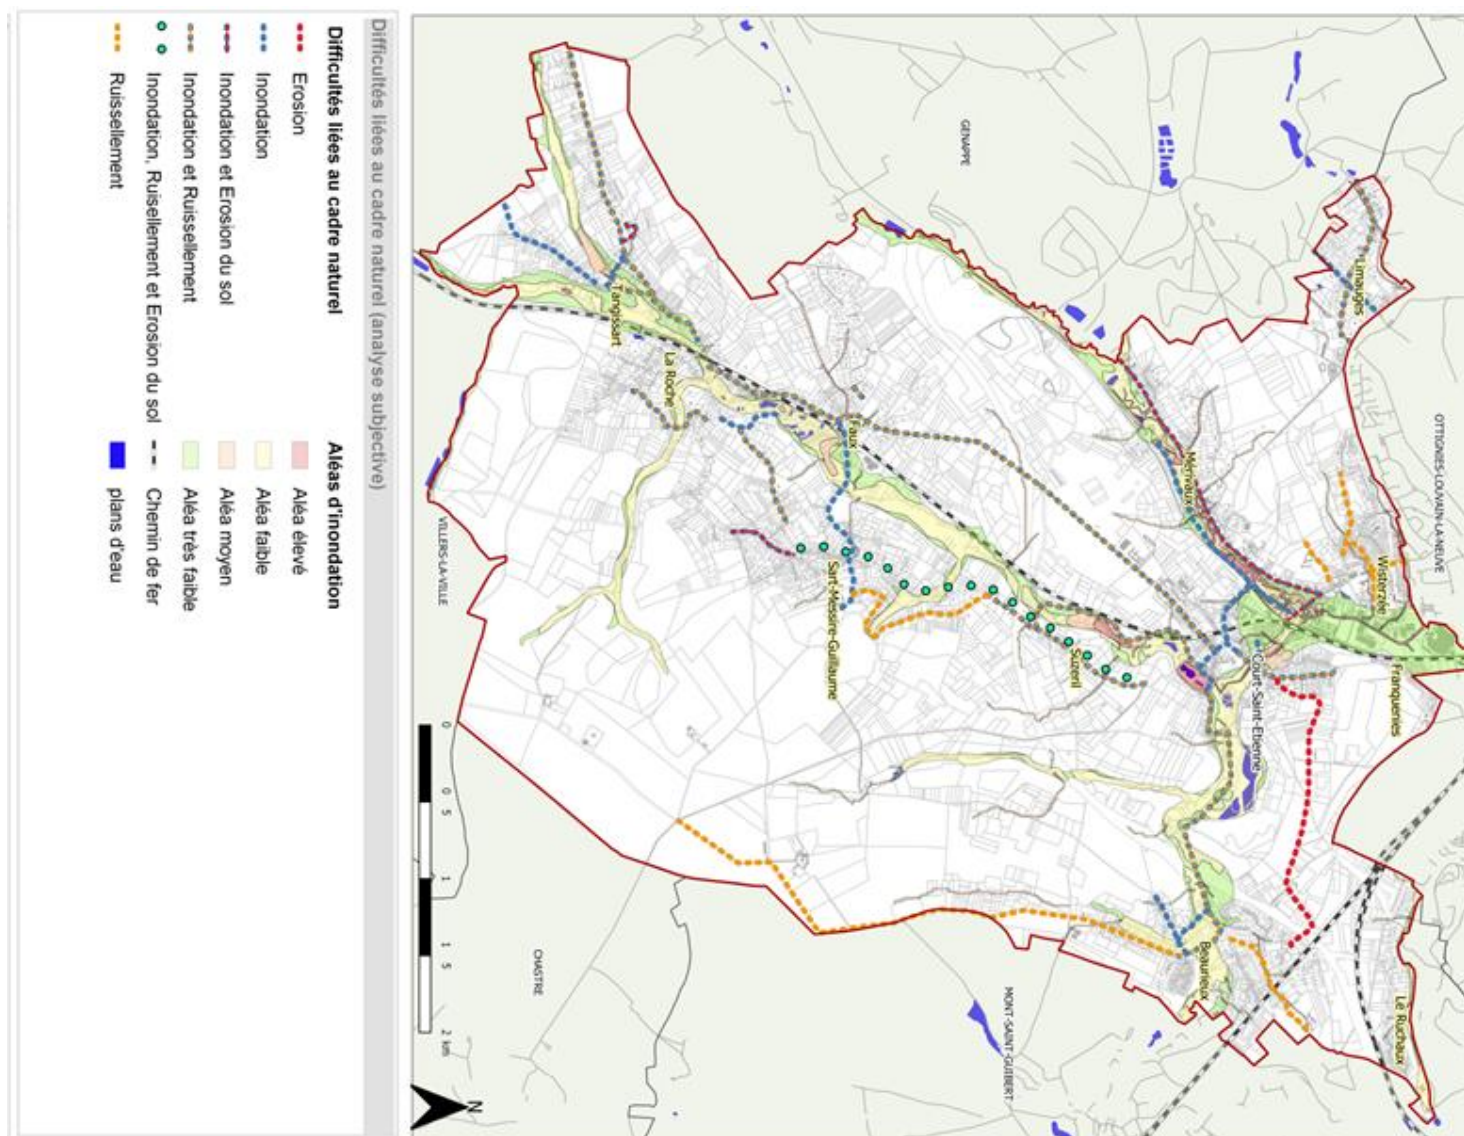 Difficultés liées au cadre naturel (analyse subjective)
Difficultés liées au cadre naturel
Erosion
Inondation
Inondation et Erosion du sol
Inondation et Ruissellement
Inondation, Ruisellement et Erosion du sol
Ruissellement
Aléas d'inondation
Aléa élevé
Aléa faible
Aléa moyen
Aléa très faible
Chemin de fer
plans d'eau
OTTIGNIES-LOUVAIN-LA-NEUVE
GENAPPE
Limauges
Wisterzée
Franquenies
Le Ruchaux
Mérivaux
Court-Saint-Etienne
Beaurieux
Suzeril
Faux
Sart-Messire-Guillaume
La Roche
Tangissart
MONT-SAINT-GUIBERT
CHASTRE
VILLERS-LA-VILLE
0 0 5 1 1 5 2 km
N